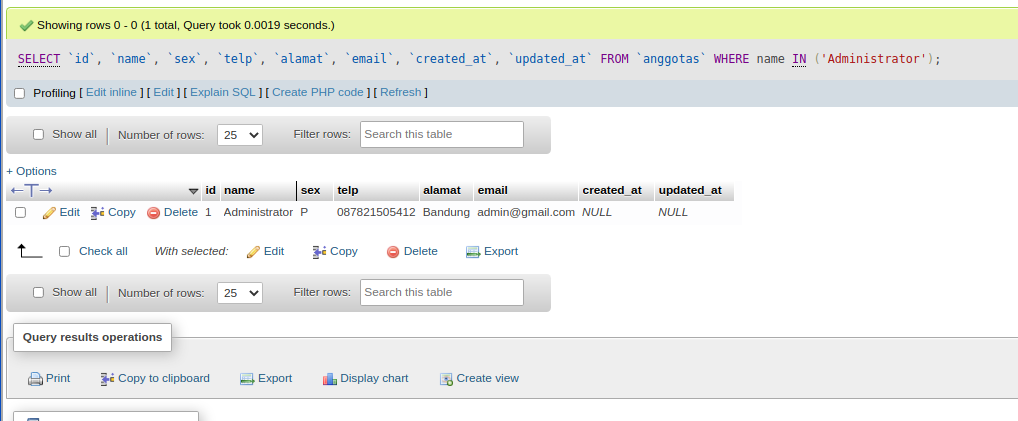 Showing rows 0 - 0 (1 total, Query took 0.0019 seconds.)
SELECT `id`, `name`, `sex`, `telp`, `alamat`, `email`, `created_at`, `updated_at` FROM `anggotas` WHERE name IN ('Administrator');
Profiling [ Edit inline ] [ Edit ] [ Explain SQL ] [ Create PHP code ] [ Refresh ]
Show all Number of rows: 25 Filter rows: Search this table
+ Options
←T→ id name sex telp alamat email created_at updated_at
Edit Copy Delete 1 Administrator P 087821505412 Bandung admin@gmail.com NULL NULL
Check all With selected: Edit Copy Delete Export
Show all Number of rows: 25 Filter rows: Search this table
Query results operations
Print Copy to clipboard Export Display chart Create view